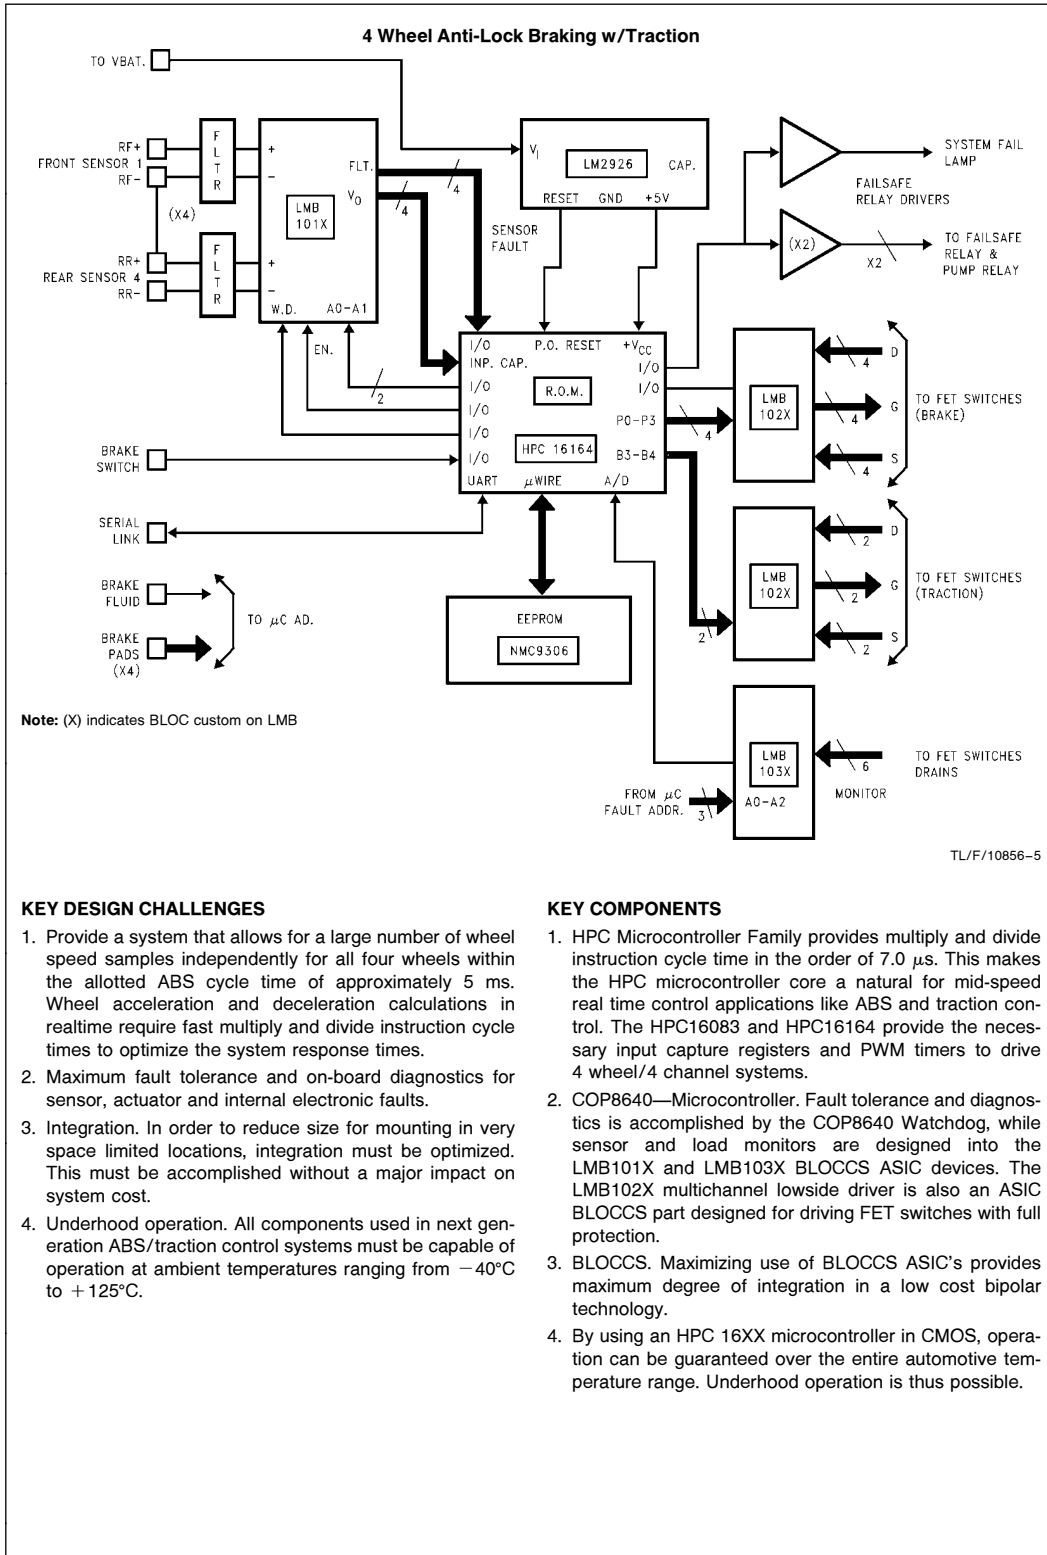 4 Wheel Anti-Lock Braking w/Traction
TO VBAT.
RF+
FRONT SENSOR 1
RF-
(X4)
RR+
REAR SENSOR 4
RR-
FLTR
FLTR
+
-
+
-
LMB
101X
FLT.
VO
W.D.
A0-A1
4
4
SENSOR
FAULT
EN.
2
VI
LM2926
CAP.
RESET
GND
+5V
SYSTEM FAIL
LAMP
FAILSAFE
RELAY DRIVERS
(X2)
X2
TO FAILSAFE
RELAY &
PUMP RELAY
I/O
P.O. RESET
+VCC
INP. CAP.
I/O
R.O.M.
I/O
I/O
I/O
P0-P3
I/O
HPC 16164
I/O
B3-B4
UART
μWIRE
A/D
4
2
BRAKE
SWITCH
SERIAL
LINK
BRAKE
FLUID
BRAKE
PADS
(X4)
TO μC AD.
EEPROM
NMC9306
LMB
102X
4
D
4
G
4
S
TO FET SWITCHES
(BRAKE)
LMB
102X
2
D
2
G
2
S
TO FET SWITCHES
(TRACTION)
LMB
103X
A0-A2
6
MONITOR
TO FET SWITCHES
DRAINS
FROM μC
FAULT ADDR.
3
Note: (X) indicates BLOC custom on LMB
TL/F/10856–5
KEY DESIGN CHALLENGES
1. Provide a system that allows for a large number of wheel
speed samples independently for all four wheels within
the allotted ABS cycle time of approximately 5 ms.
Wheel acceleration and deceleration calculations in
realtime require fast multiply and divide instruction cycle
times to optimize the system response times.
2. Maximum fault tolerance and on-board diagnostics for
sensor, actuator and internal electronic faults.
3. Integration. In order to reduce size for mounting in very
space limited locations, integration must be optimized.
This must be accomplished without a major impact on
system cost.
4. Underhood operation. All components used in next gen-
eration ABS/traction control systems must be capable of
operation at ambient temperatures ranging from −40°C
to +125°C.
KEY COMPONENTS
1. HPC Microcontroller Family provides multiply and divide
instruction cycle time in the order of 7.0 μs. This makes
the HPC microcontroller core a natural for mid-speed
real time control applications like ABS and traction con-
trol. The HPC16083 and HPC16164 provide the neces-
sary input capture registers and PWM timers to drive
4 wheel/4 channel systems.
2. COP8640—Microcontroller. Fault tolerance and diagnos-
tics is accomplished by the COP8640 Watchdog, while
sensor and load monitors are designed into the
LMB101X and LMB103X BLOCCS ASIC devices. The
LMB102X multichannel lowside driver is also an ASIC
BLOCCS part designed for driving FET switches with full
protection.
3. BLOCCS. Maximizing use of BLOCCS ASIC's provides
maximum degree of integration in a low cost bipolar
technology.
4. By using an HPC 16XX microcontroller in CMOS, opera-
tion can be guaranteed over the entire automotive tem-
perature range. Underhood operation is thus possible.